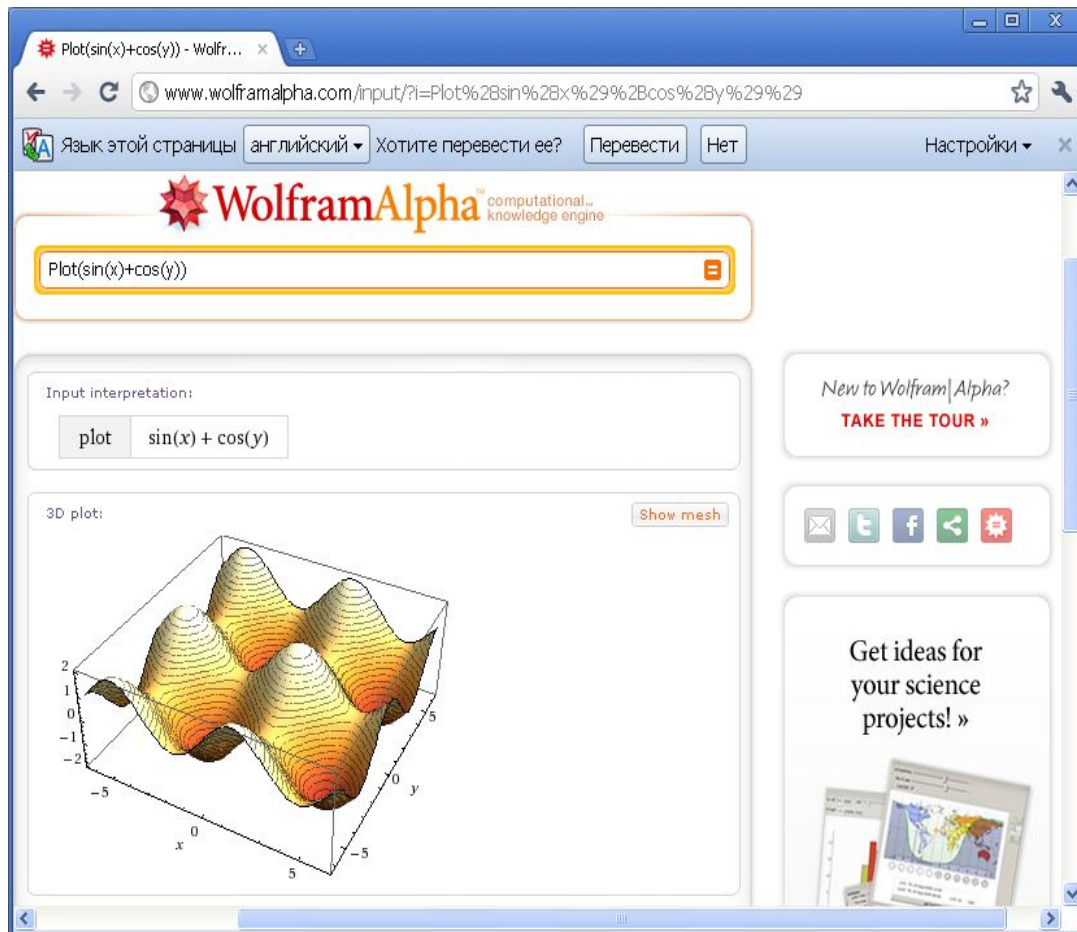 Plot(sin(x)+cos(y)) - Wolfr...
www.wolframalpha.com/input/?i=Plot%28sin%28x%29%2Bcos%28y%29%29
Язык этой страницы английский Хотите перевести ее? Перевести Нет Настройки
WolframAlpha™ computational... knowledge engine
Plot(sin(x)+cos(y))
Input interpretation:
plot sin(x) + cos(y)
3D plot:
Show mesh
2
1
0
-1
-2
-5
0
5
x
-5
0
5
y
New to Wolfram|Alpha?
TAKE THE TOUR »
Get ideas for
your science
projects! »